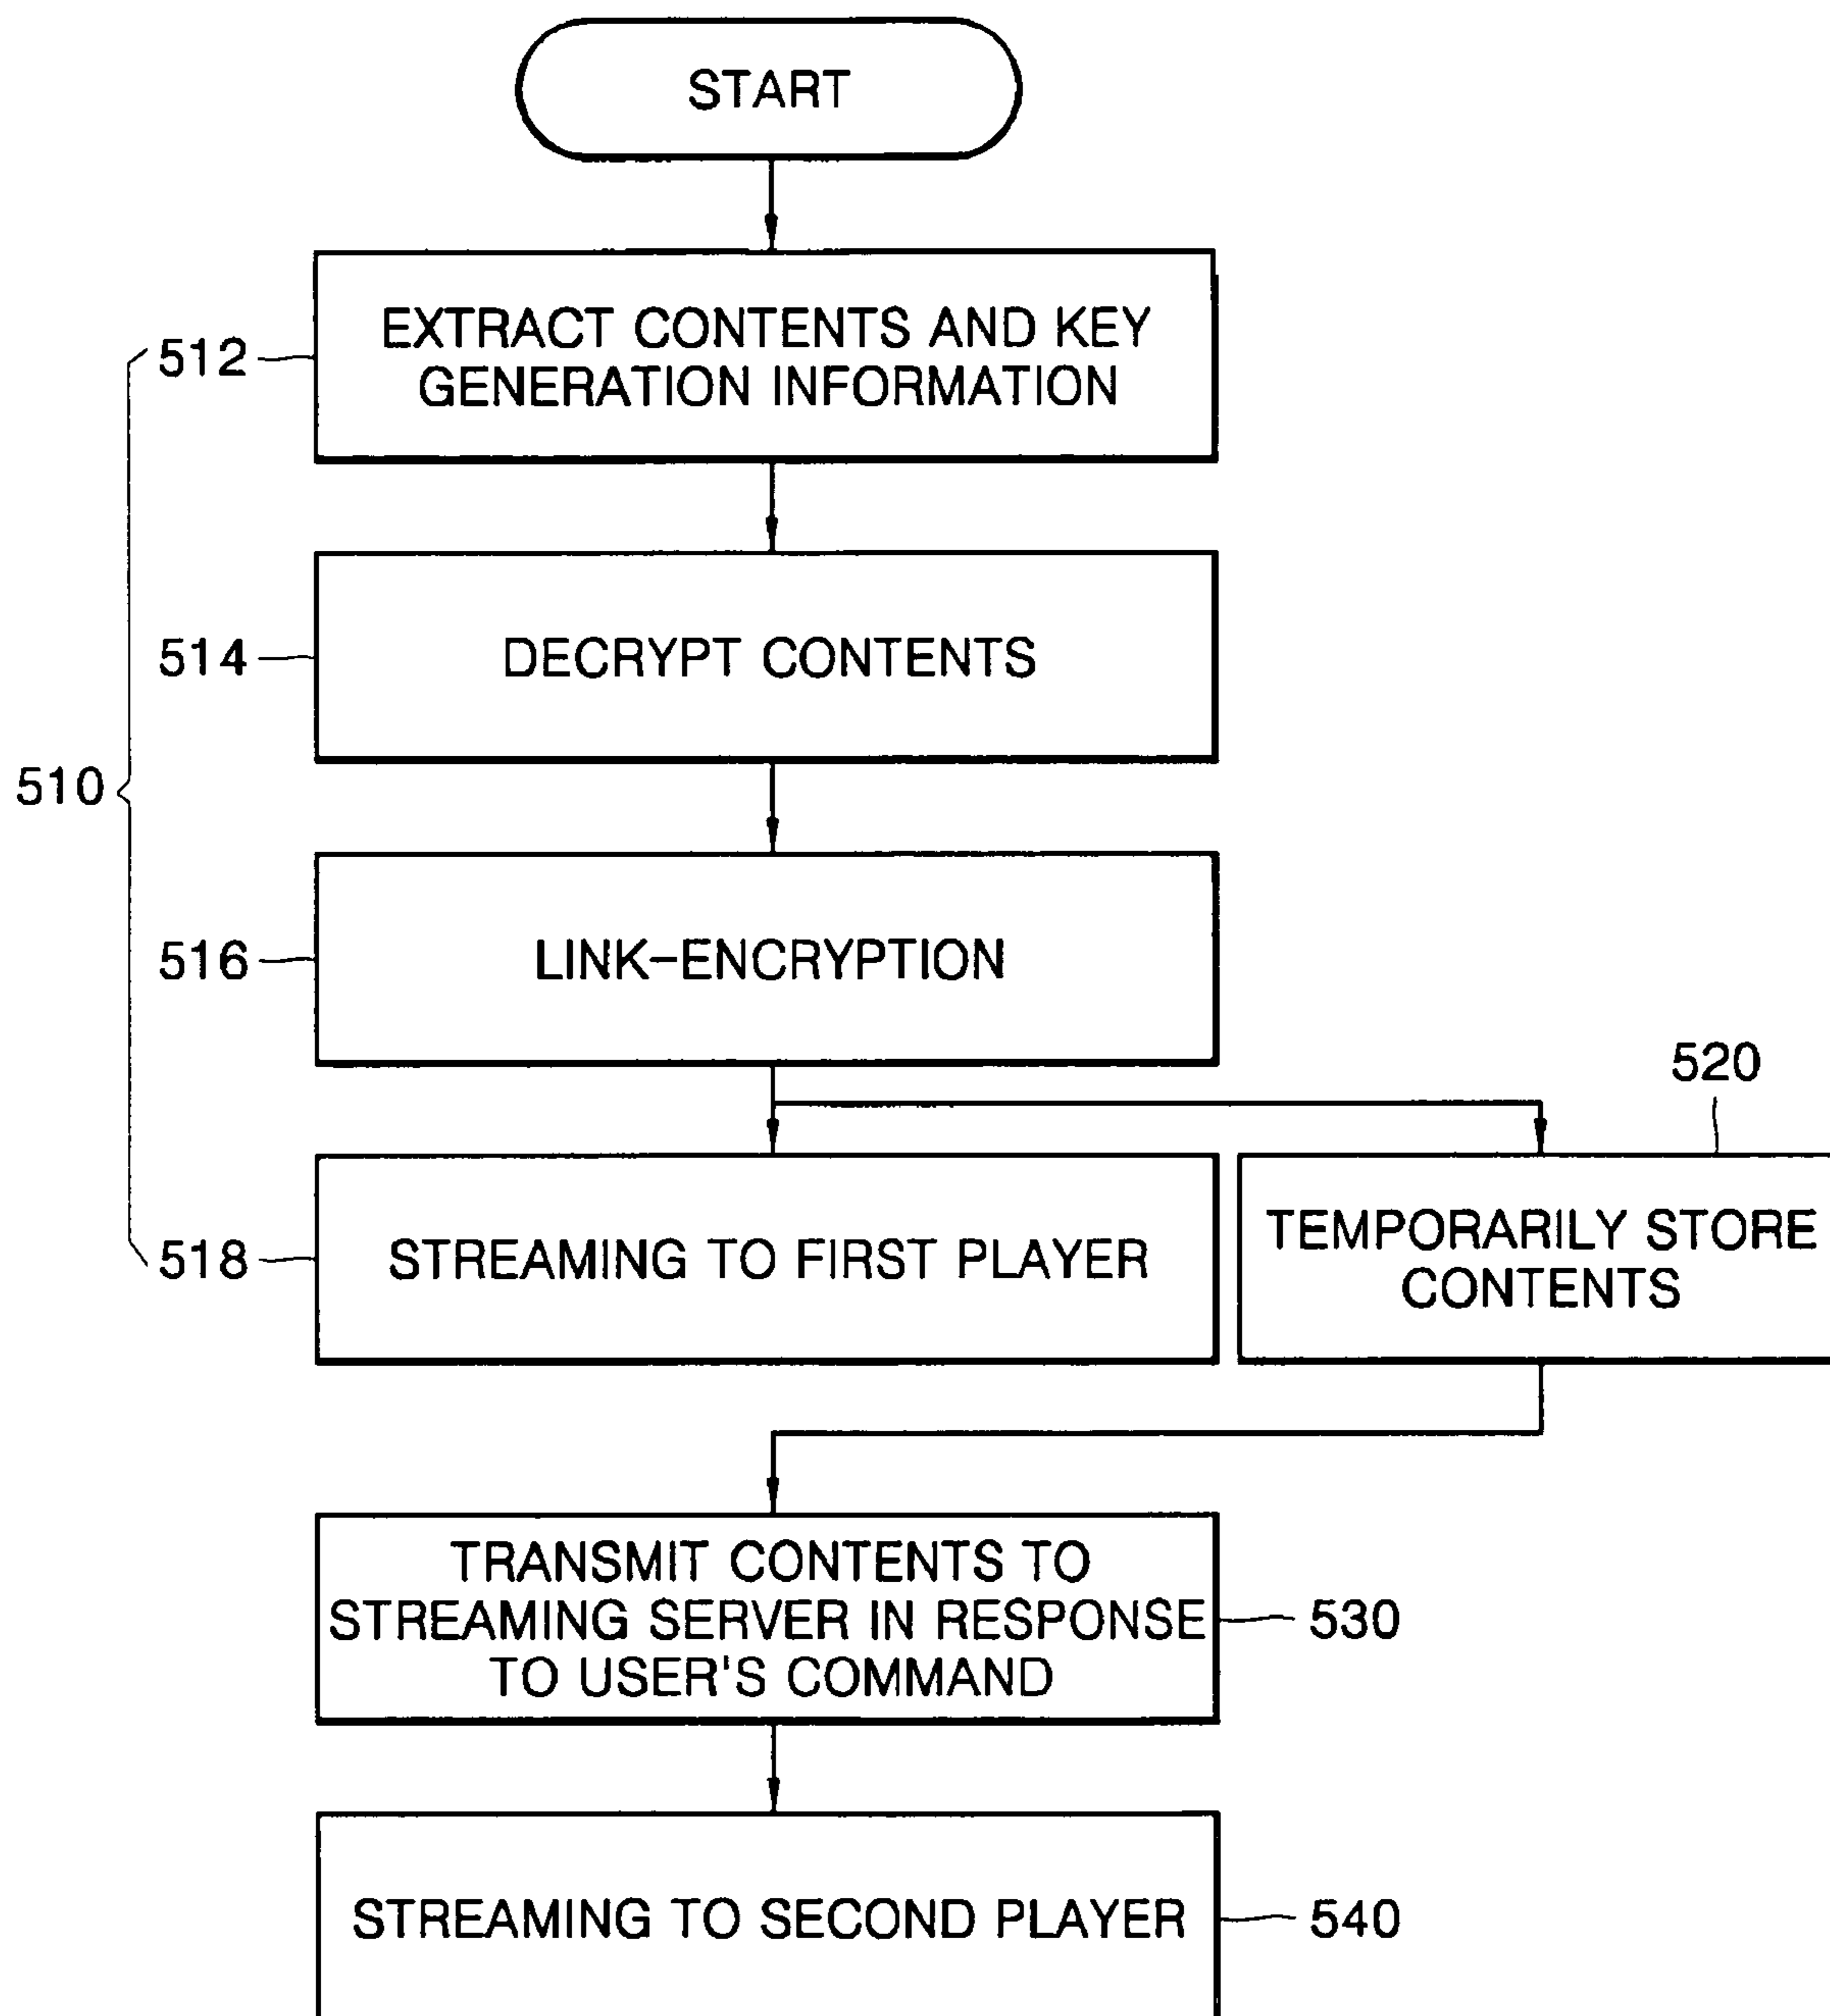 START
512
EXTRACT CONTENTS AND KEY
GENERATION INFORMATION
514
DECRYPT CONTENTS
510
516
LINK-ENCRYPTION
520
518
STREAMING TO FIRST PLAYER
TEMPORARILY STORE
CONTENTS
TRANSMIT CONTENTS TO
STREAMING SERVER IN RESPONSE
TO USER'S COMMAND
530
STREAMING TO SECOND PLAYER
540